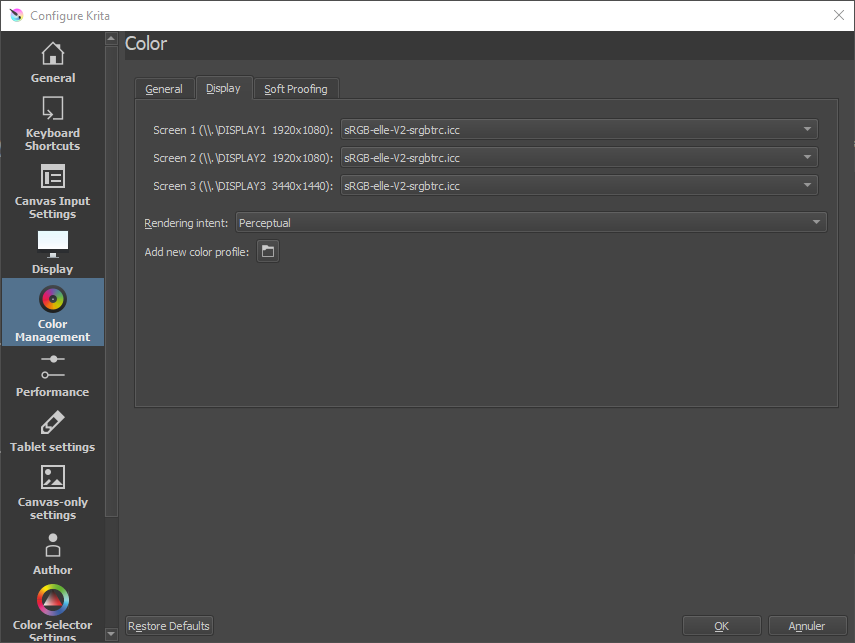 Configure Krita
General
Keyboard
Shortcuts
Canvas Input
Settings
Display
Color
Management
Performance
Tablet settings
Canvas-only
settings
Author
Color Selector
Settings
Color
General
Display
Soft Proofing
Screen 1 (\\.\DISPLAY1 1920x1080): sRGB-elle-V2-srgbtrc.icc
Screen 2 (\\.\DISPLAY2 1920x1080): sRGB-elle-V2-srgbtrc.icc
Screen 3 (\\.\DISPLAY3 3440x1440): sRGB-elle-V2-srgbtrc.icc
Rendering intent: Perceptual
Add new color profile:
Restore Defaults
OK
Annuler